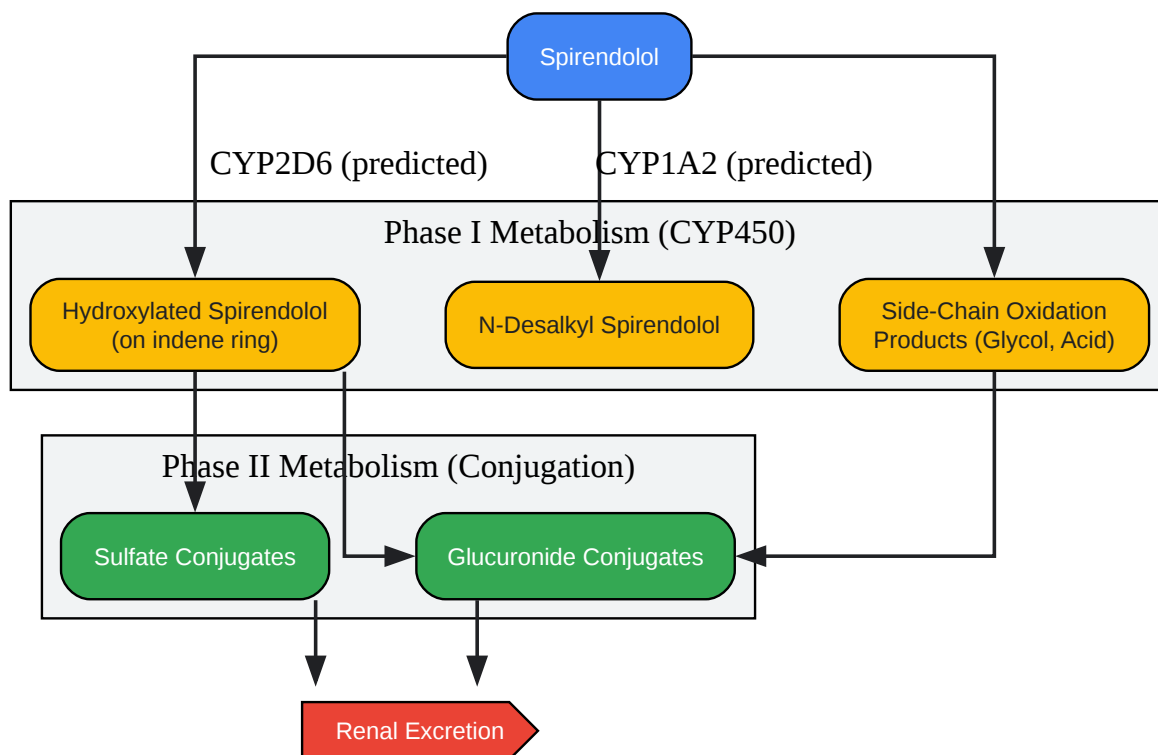 Spirendolol
CYP2D6 (predicted)
CYP1A2 (predicted)
Phase I Metabolism (CYP450)
Hydroxylated Spirendolol
(on indene ring)
N-Desalkyl Spirendolol
Side-Chain Oxidation
Products (Glycol, Acid)
Phase II Metabolism (Conjugation)
Sulfate Conjugates
Glucuronide Conjugates
Renal Excretion